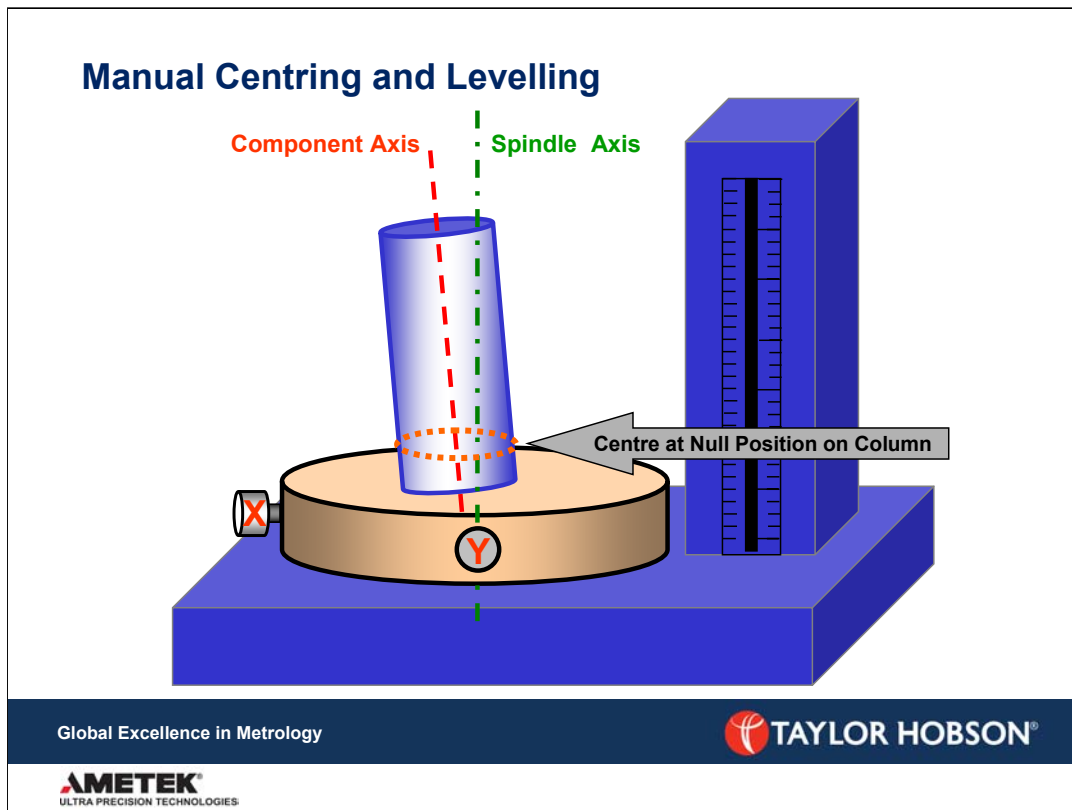 Manual Centring and Levelling
Component Axis
Spindle Axis
Centre at Null Position on Column
X
Y
Global Excellence in Metrology
TAYLOR HOBSON®
AMETEK®
ULTRA PRECISION TECHNOLOGIES